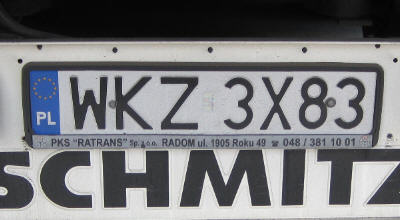 PL WKZ 3X83
PKS "RATRANS" Sp. z o.o. RADOM ul. 1905 Roku 49 ☎ 048 / 381 10 01
SCHMITZ